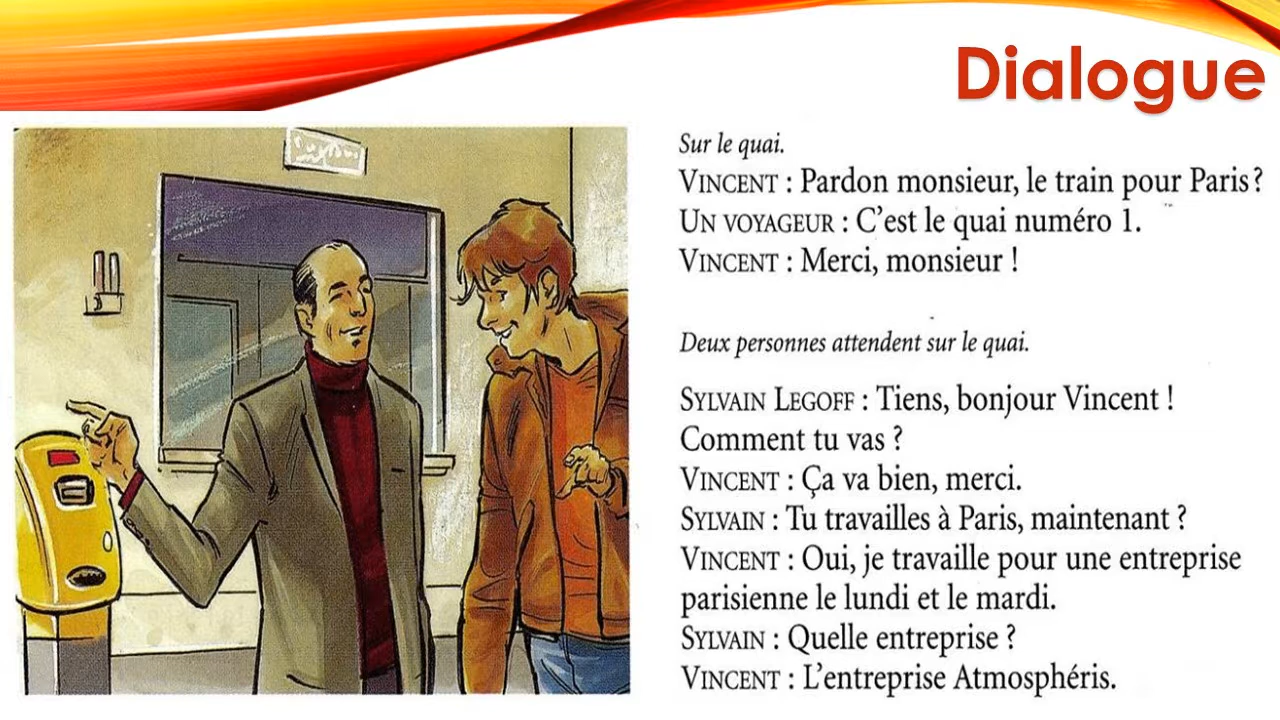 Dialogue
Sur le quai.
VINCENT : Pardon monsieur, le train pour Paris ?
UN VOYAGEUR : C’est le quai numéro 1.
VINCENT : Merci, monsieur !
Deux personnes attendent sur le quai.
SYLVAIN LEGOFF : Tiens, bonjour Vincent !
Comment tu vas ?
VINCENT : Ça va bien, merci.
SYLVAIN : Tu travailles à Paris, maintenant ?
VINCENT : Oui, je travaille pour une entreprise
parisienne le lundi et le mardi.
SYLVAIN : Quelle entreprise ?
VINCENT : L’entreprise Atmosphéris.